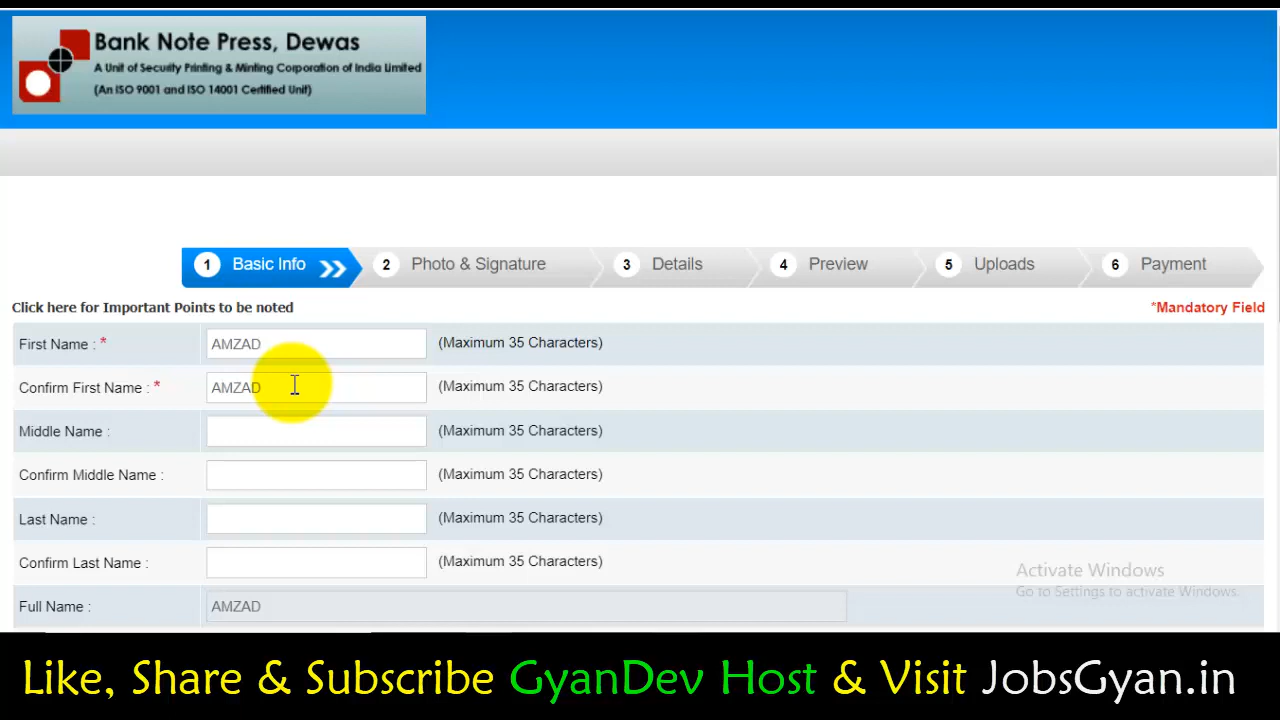 Bank Note Press, Dewas
A Unit of Security Printing & Minting Corporation of India Limited
(An ISO 9001 and ISO 14001 Certified Unit)
1 Basic Info 2 Photo & Signature 3 Details 4 Preview 5 Uploads 6 Payment
Click here for Important Points to be noted *Mandatory Field
First Name : * AMZAD (Maximum 35 Characters)
Confirm First Name : * AMZAD (Maximum 35 Characters)
Middle Name : (Maximum 35 Characters)
Confirm Middle Name : (Maximum 35 Characters)
Last Name : (Maximum 35 Characters)
Confirm Last Name : (Maximum 35 Characters)
Activate Windows
Go to Settings to activate Windows.
Full Name : AMZAD
Like, Share & Subscribe GyanDev Host & Visit JobsGyan.in